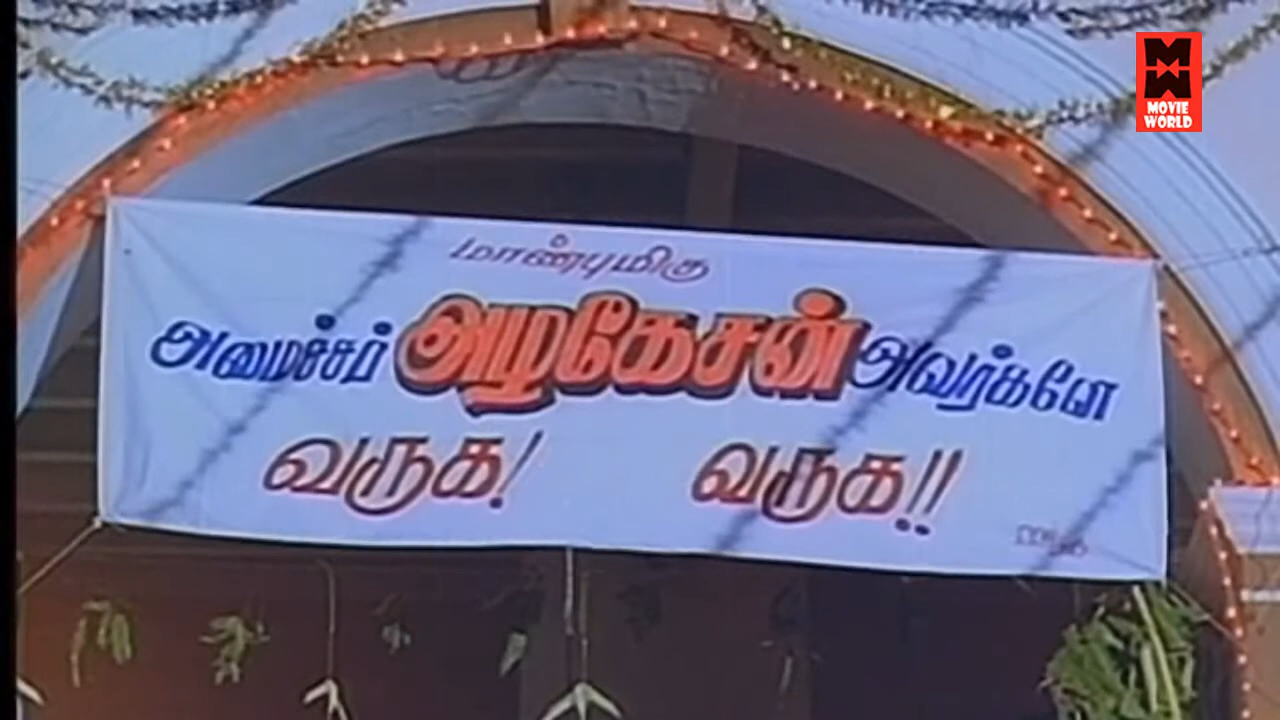 MOVIE
WORLD
மாண்புமிகு
அமைச்சர் அழகேசன் அவர்களே
வருக! வருக!!